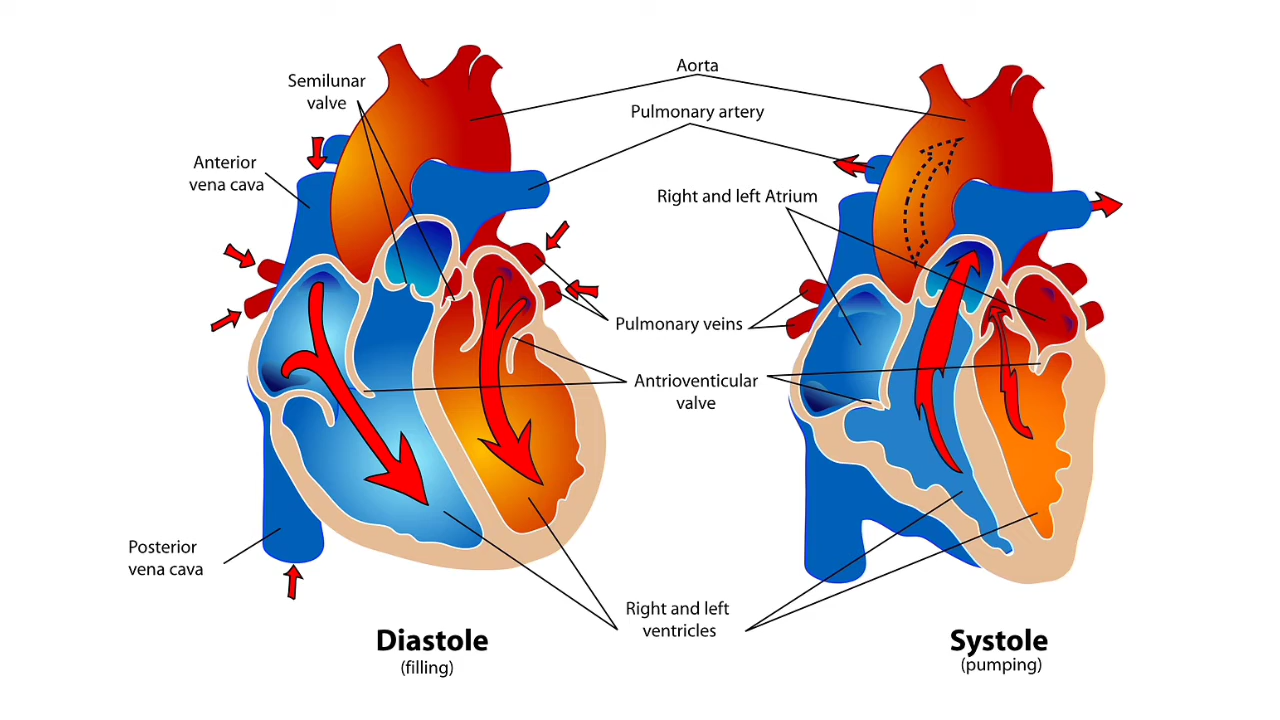 Semilunar
valve
Aorta
Pulmonary artery
Anterior
vena cava
Right and left Atrium
Pulmonary veins
Antrioventicular
valve
Posterior
vena cava
Right and left
ventricles
Diastole
(filling)
Systole
(pumping)